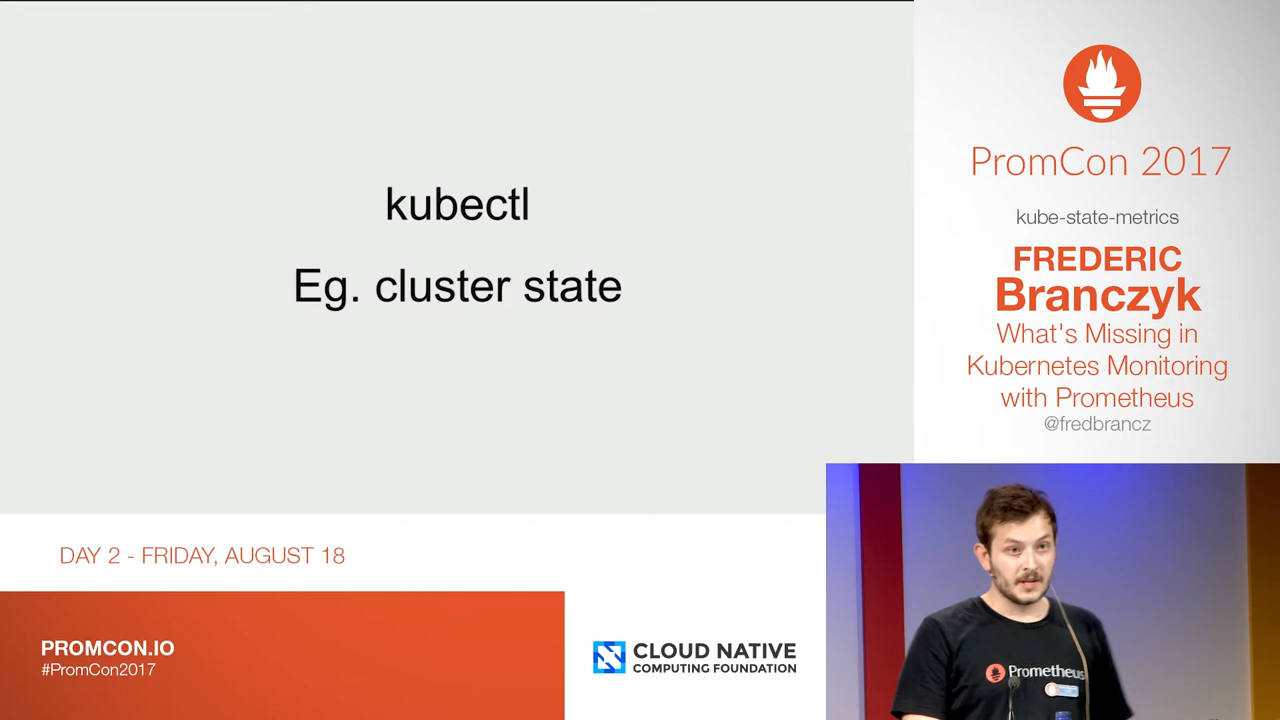 kubectl
Eg. cluster state
PromCon 2017
kube-state-metrics
FREDERIC
Branczyk
What's Missing in
Kubernetes Monitoring
with Prometheus
@fredbrancz
DAY 2 - FRIDAY, AUGUST 18
PROMCON.IO
#PromCon2017
CLOUD NATIVE
COMPUTING FOUNDATION
Prometheus